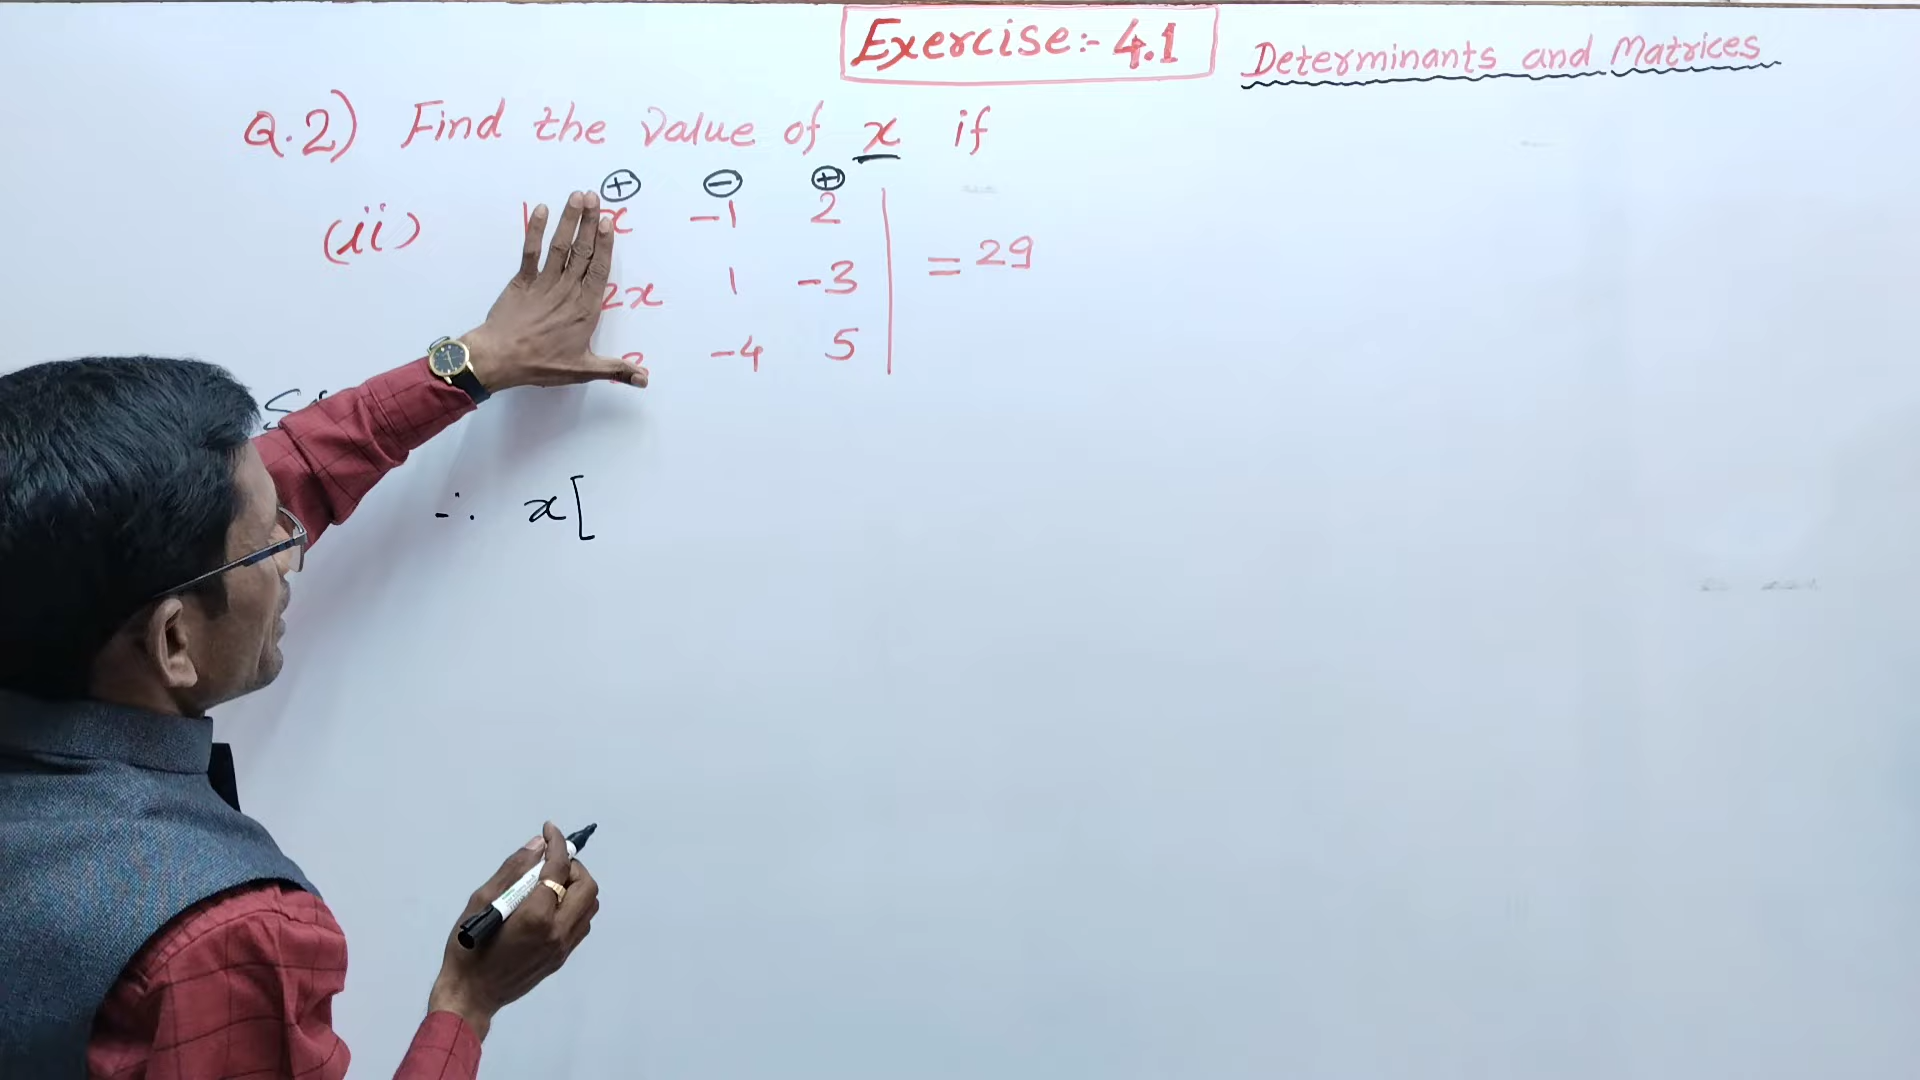 Exercise:- 4.1
Determinants and Matrices
Q.2) Find the value of x if
+ - +
(ii) | x -1 2 |
2x 1 -3 = 29
3 -4 5
∴ x[